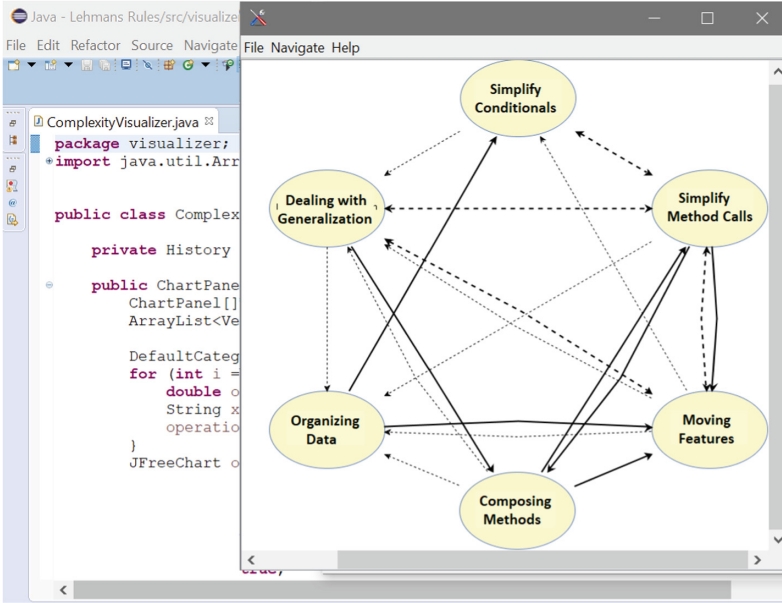 Java - Lehmans Rules/src/visualize
File Edit Refactor Source Navigate
File Navigate Help
ComplexityVisualizer.java
package visualizer;
import java.util.Arr
public class Complex
private History
public ChartPane
ChartPanel[]
ArrayList<Ve
DefaultCateg
for (int i =
double o
String x
operatio
}
JFreeChart o
true,
Simplify
Conditionals
Dealing with
Generalization
Simplify
Method Calls
Organizing
Data
Moving
Features
Composing
Methods